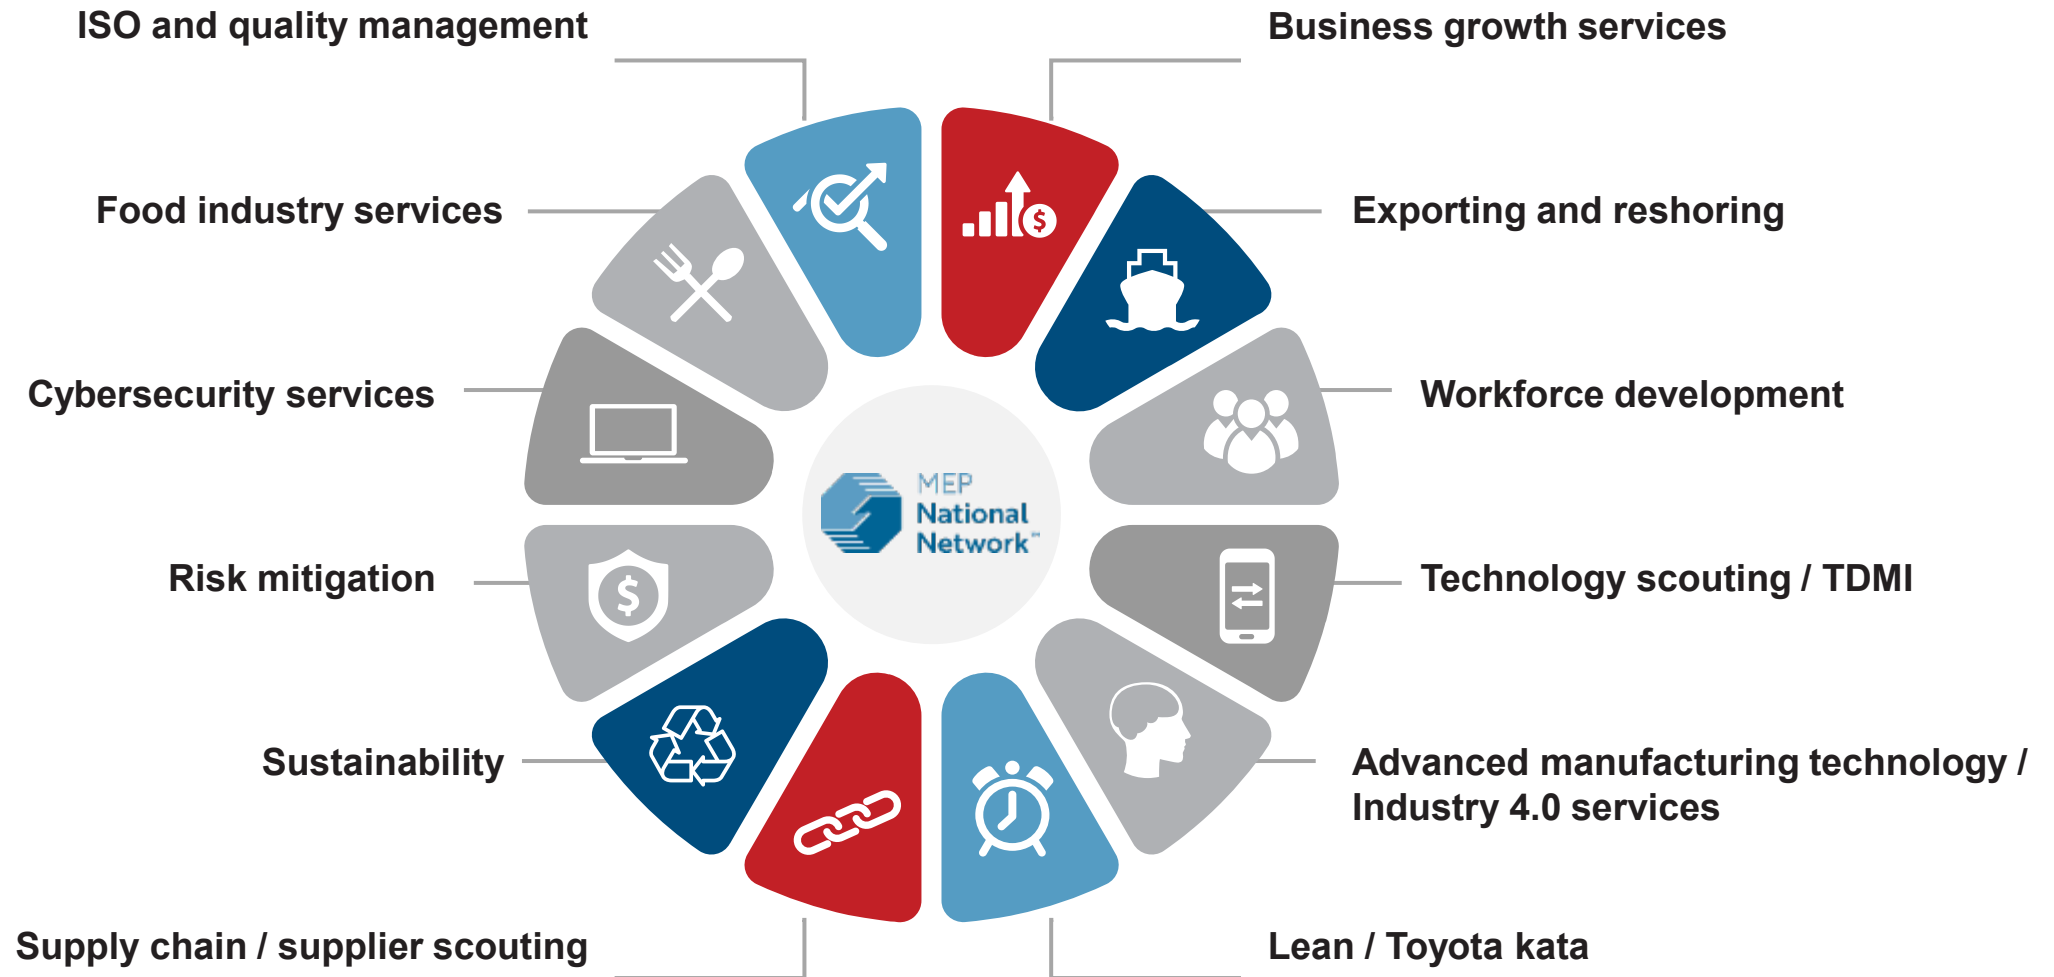 ISO and quality management
Business growth services
Food industry services
Exporting and reshoring
Cybersecurity services
Workforce development
MEP
National
Network℠
Risk mitigation
Technology scouting / TDMI
Sustainability
Advanced manufacturing technology /
Industry 4.0 services
Supply chain / supplier scouting
Lean / Toyota kata
$
$